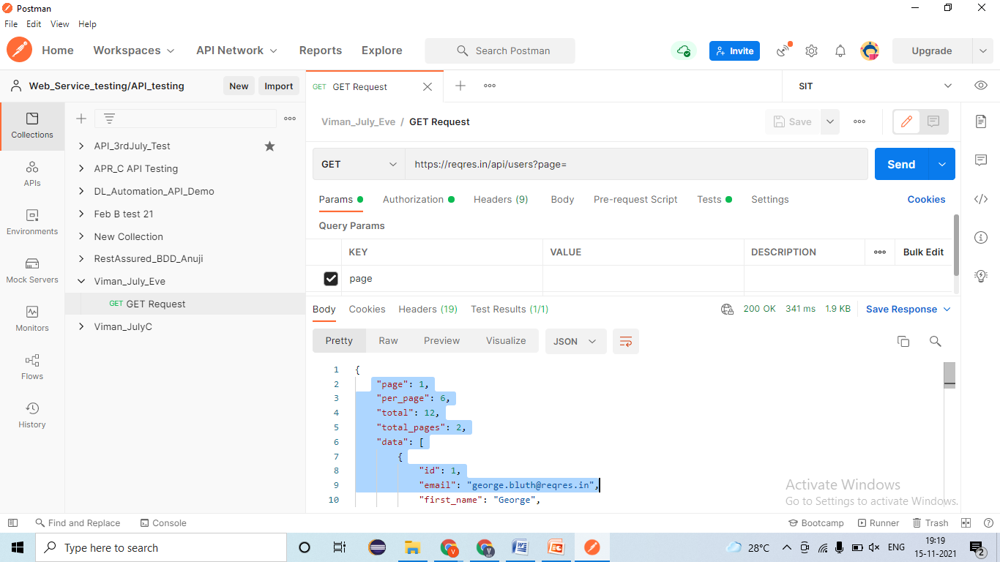 Postman
File Edit View Help
Home Workspaces API Network Reports Explore Search Postman Invite Upgrade
Web_Service_testing/API_testing New Import GET GET Request SIT
Viman_July_Eve / GET Request Save
Collections
APIs
Environments
Mock Servers
Monitors
Flows
History
API_3rdJuly_Test
APR_C API Testing
DL_Automation_API_Demo
Feb B test 21
New Collection
RestAssured_BDD_Anuji
Viman_July_Eve
GET GET Request
Viman_JulyC
GET https://reqres.in/api/users?page= Send
Params Authorization Headers (9) Body Pre-request Script Tests Settings Cookies
Query Params
KEY VALUE DESCRIPTION Bulk Edit
page
Body Cookies Headers (19) Test Results (1/1) 200 OK 341 ms 1.9 KB Save Response
Pretty Raw Preview Visualize JSON
1 {
2 "page": 1,
3 "per_page": 6,
4 "total": 12,
5 "total_pages": 2,
6 "data": [
7 {
8 "id": 1,
9 "email": "george.bluth@reqres.in",
10 "first_name": "George",
Activate Windows
Go to Settings to activate Windows.
Find and Replace Console Bootcamp Runner Trash
Type here to search 28°C ENG 19:19
15-11-2021 2